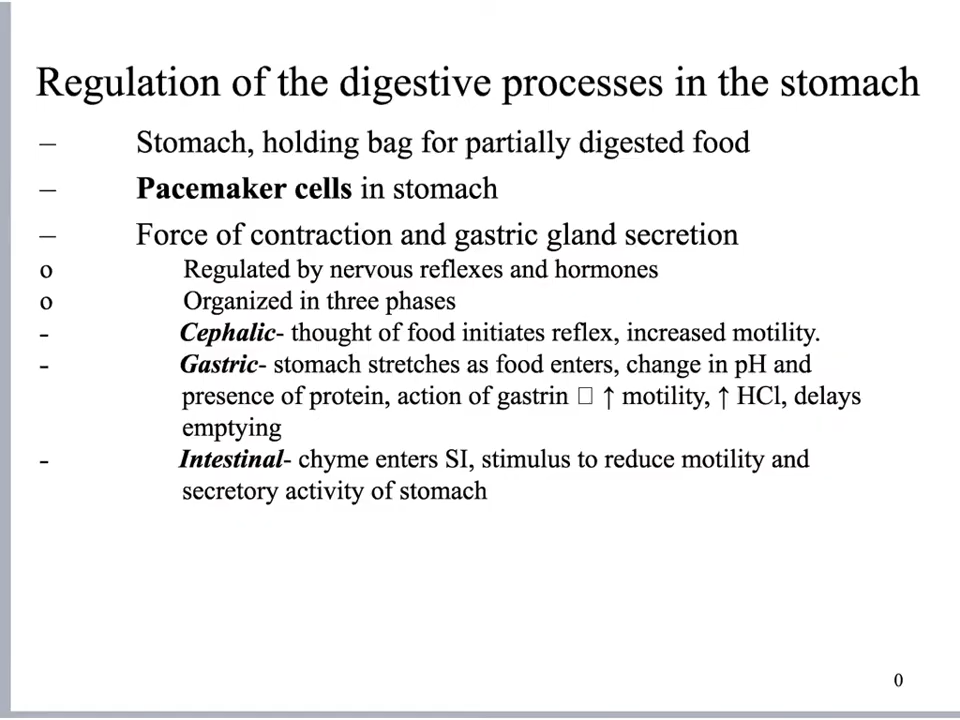 Regulation of the digestive processes in the stomach
– Stomach, holding bag for partially digested food
– Pacemaker cells in stomach
– Force of contraction and gastric gland secretion
o Regulated by nervous reflexes and hormones
o Organized in three phases
- Cephalic- thought of food initiates reflex, increased motility.
- Gastric- stomach stretches as food enters, change in pH and
presence of protein, action of gastrin □ ↑ motility, ↑ HCl, delays
emptying
- Intestinal- chyme enters SI, stimulus to reduce motility and
secretory activity of stomach
0